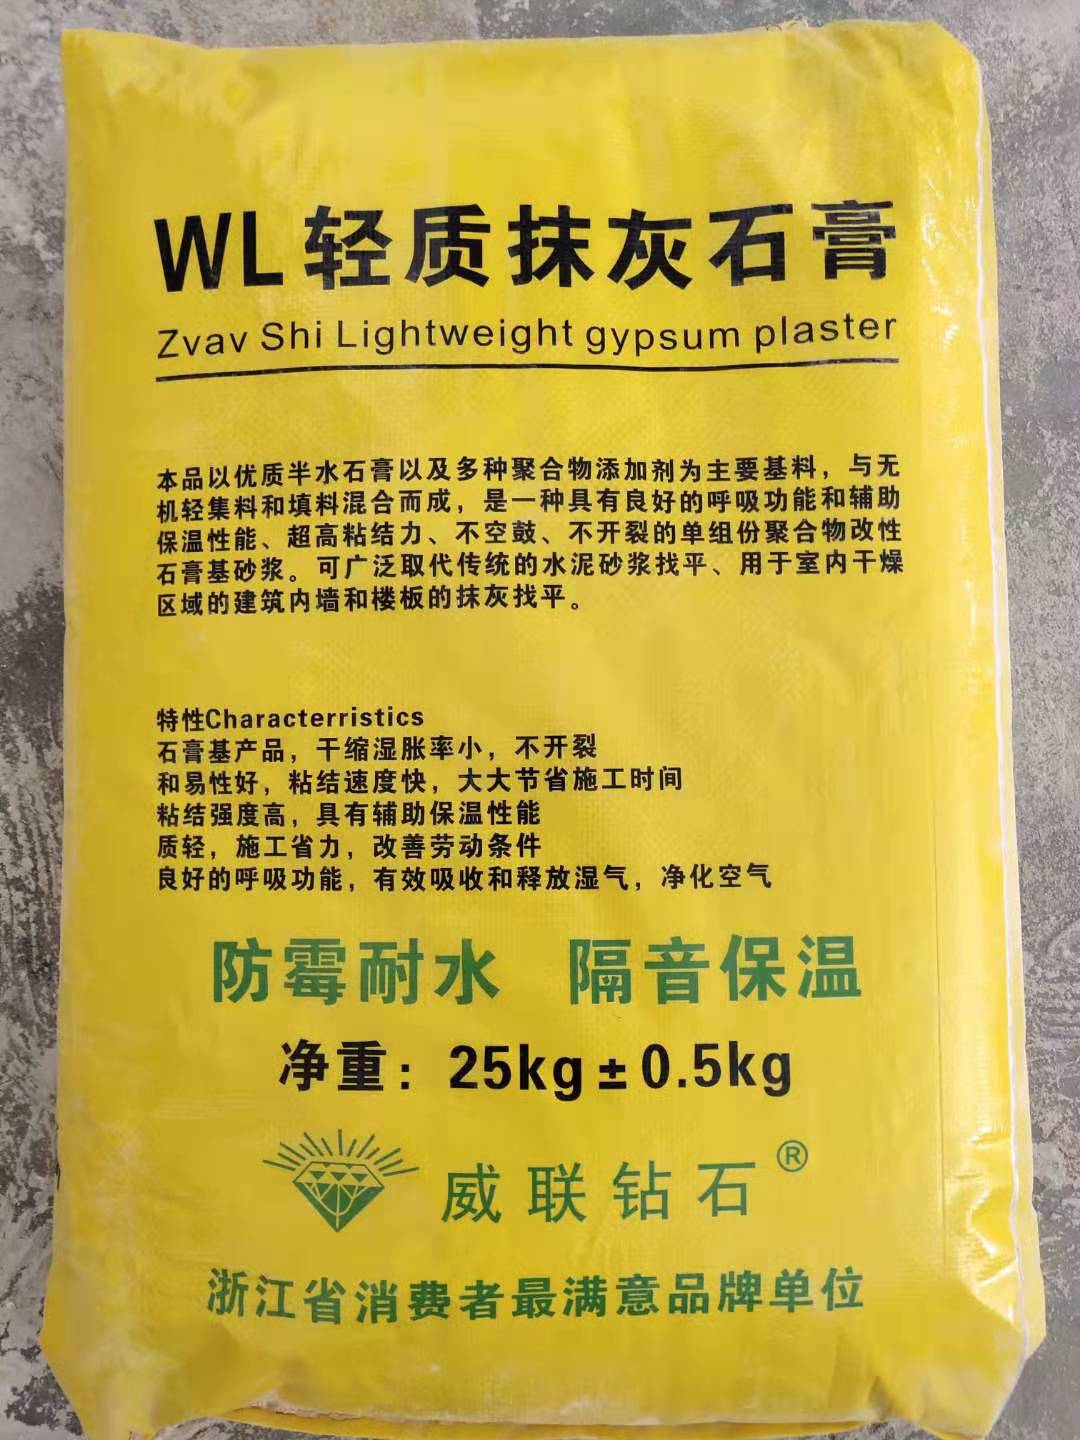 WL轻质抹灰石膏
Zvav Shi Lightweight gypsum plaster
本品以优质半水石膏以及多种聚合物添加剂为主要基料，与无
机轻集料和填料混合而成，是一种具有良好的呼吸功能和辅助
保温性能、超高粘结力、不空鼓、不开裂的单组份聚合物改性
石膏基砂浆。可广泛取代传统的水泥砂浆找平、用于室内干燥
区域的建筑内墙和楼板的抹灰找平。
特性Characterristics
石膏基产品，干缩湿胀率小，不开裂
和易性好，粘结速度快，大大节省施工时间
粘结强度高，具有辅助保温性能
质轻，施工省力，改善劳动条件
良好的呼吸功能，有效吸收和释放湿气，净化空气
防霉耐水 隔音保温
净重：25kg±0.5kg
威联钻石®
浙江省消费者最满意品牌单位